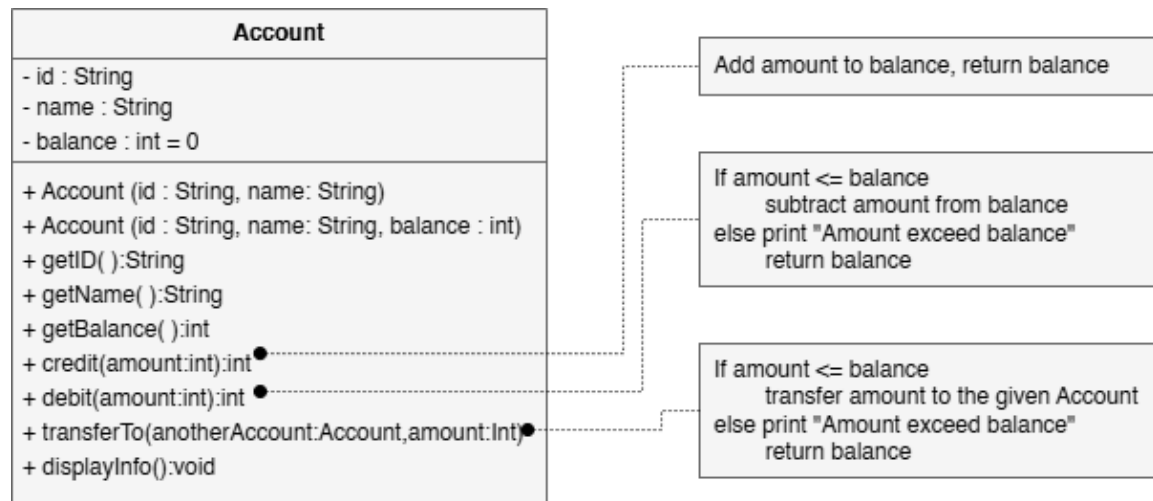 Account
- id : String
- name : String
- balance : int = 0
+ Account (id : String, name: String)
+ Account (id : String, name: String, balance : int)
+ getID( ):String
+ getName( ):String
+ getBalance( ):int
+ credit(amount:int):int
+ debit(amount:int):int
+ transferTo(anotherAccount:Account,amount:Int)
+ displayInfo():void
Add amount to balance, return balance
If amount <= balance
subtract amount from balance
else print "Amount exceed balance"
return balance
If amount <= balance
transfer amount to the given Account
else print "Amount exceed balance"
return balance